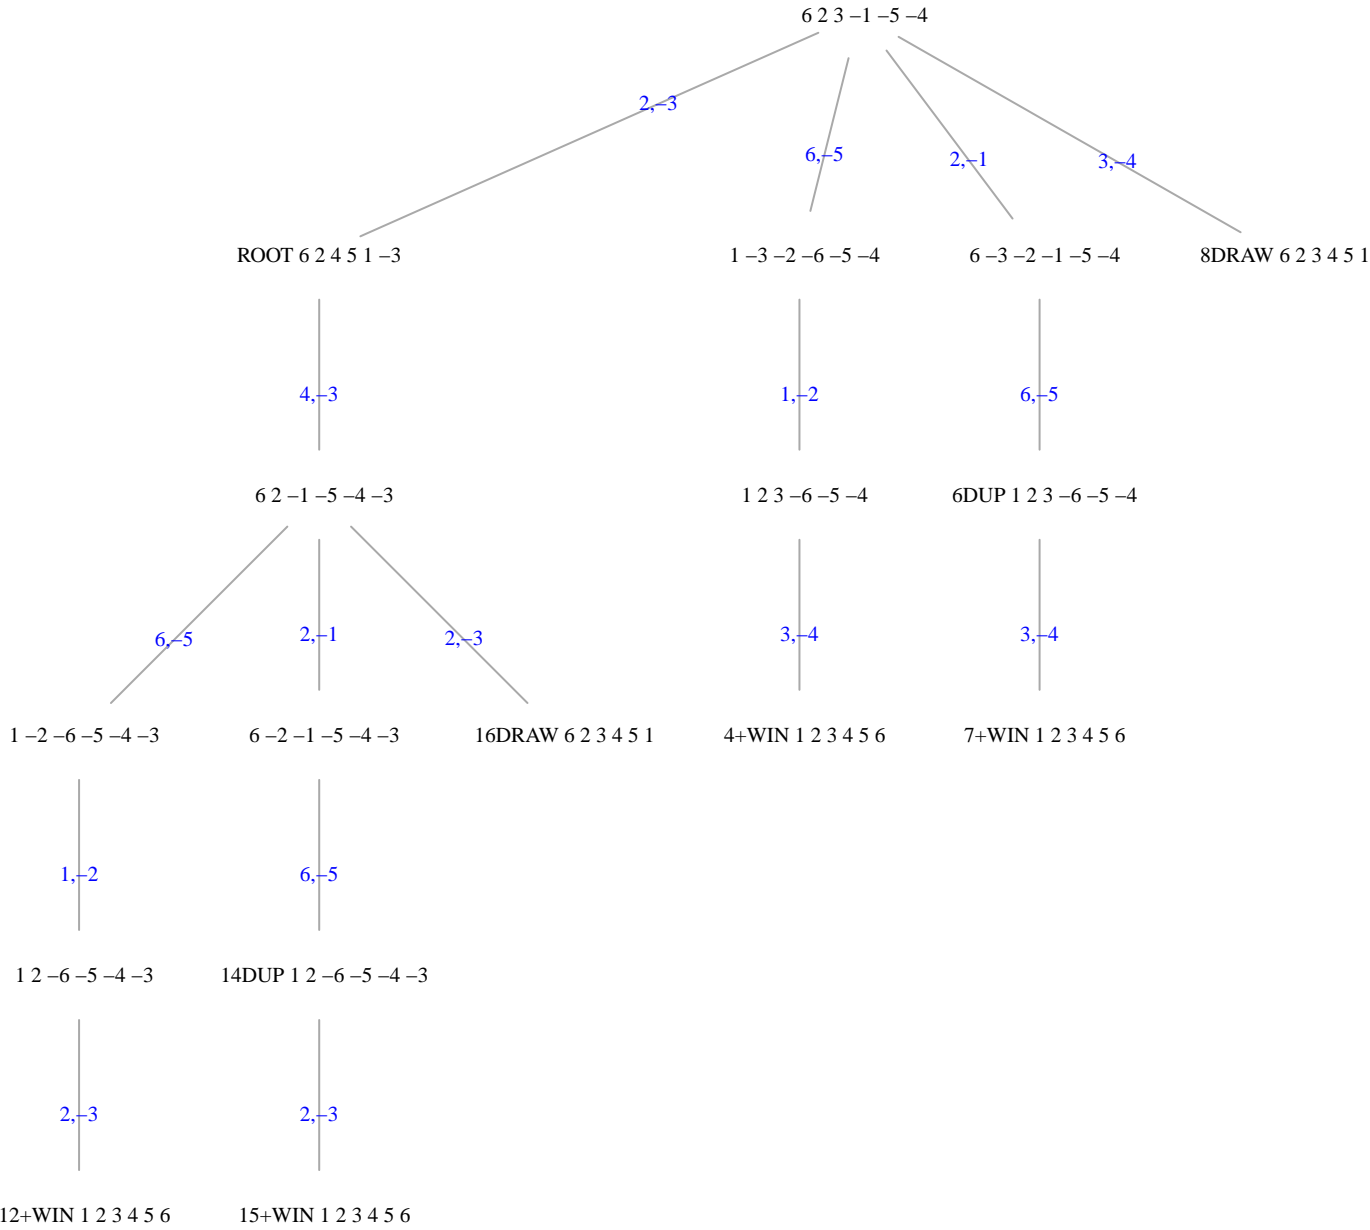 6 2 3 –1 –5 –4
2,–3
6,–5
2,–1
3,–4
ROOT 6 2 4 5 1 –3
1 –3 –2 –6 –5 –4
6 –3 –2 –1 –5 –4
8DRAW 6 2 3 4 5 1
4,–3
1,–2
6,–5
6 2 –1 –5 –4 –3
1 2 3 –6 –5 –4
6DUP 1 2 3 –6 –5 –4
6,–5
2,–1
2,–3
3,–4
3,–4
1 –2 –6 –5 –4 –3
6 –2 –1 –5 –4 –3
16DRAW 6 2 3 4 5 1
4+WIN 1 2 3 4 5 6
7+WIN 1 2 3 4 5 6
1,–2
6,–5
1 2 –6 –5 –4 –3
14DUP 1 2 –6 –5 –4 –3
2,–3
2,–3
12+WIN 1 2 3 4 5 6
15+WIN 1 2 3 4 5 6